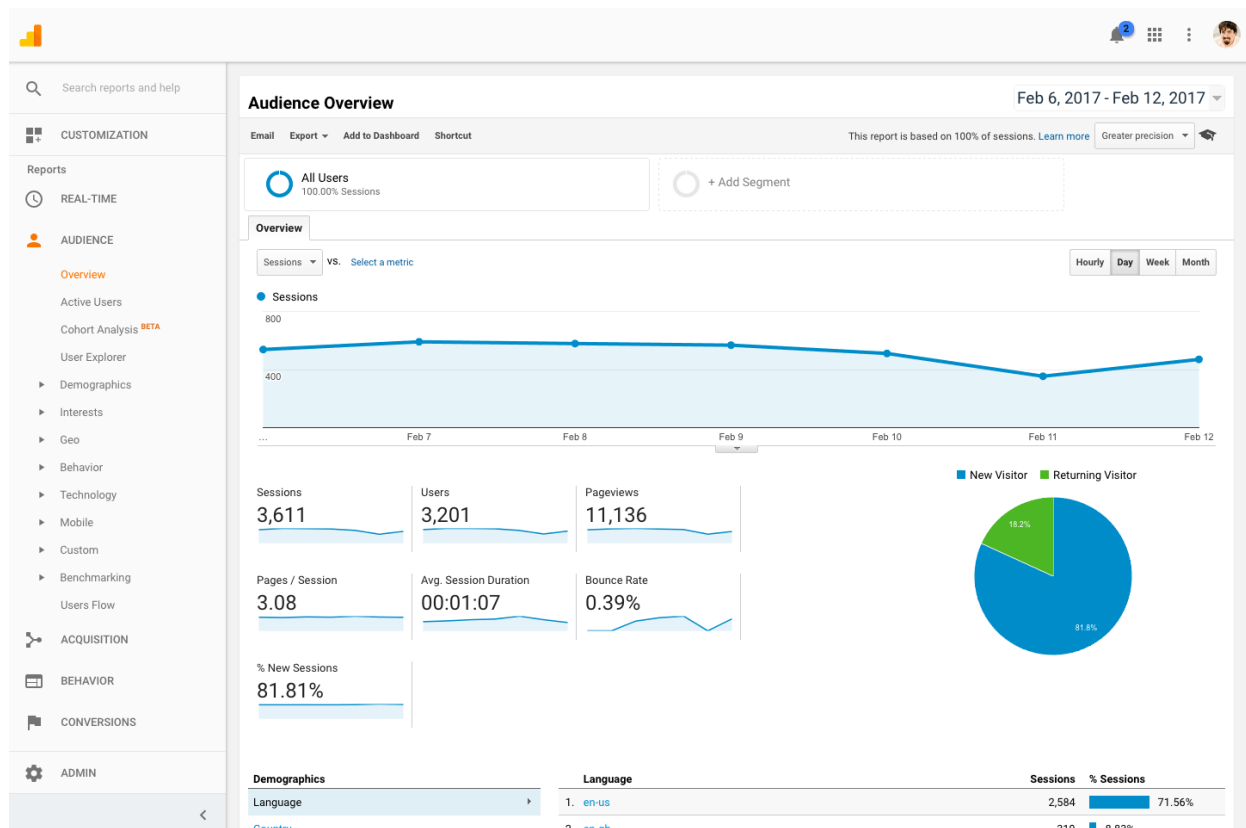 2
Search reports and help
CUSTOMIZATION
Reports
REAL-TIME
AUDIENCE
Overview
Active Users
Cohort Analysis BETA
User Explorer
Demographics
Interests
Geo
Behavior
Technology
Mobile
Custom
Benchmarking
Users Flow
ACQUISITION
BEHAVIOR
CONVERSIONS
ADMIN
Audience Overview
Feb 6, 2017 - Feb 12, 2017
Email Export Add to Dashboard Shortcut
This report is based on 100% of sessions. Learn more Greater precision
All Users
100.00% Sessions
+ Add Segment
Overview
Sessions VS. Select a metric
Hourly Day Week Month
Sessions
800
400
... Feb 7 Feb 8 Feb 9 Feb 10 Feb 11 Feb 12
New Visitor Returning Visitor
18.2%
81.8%
Sessions Users Pageviews
3,611 3,201 11,136
Pages / Session Avg. Session Duration Bounce Rate
3.08 00:01:07 0.39%
% New Sessions
81.81%
Demographics Language Sessions % Sessions
Language 1. en-us 2,584 71.56%